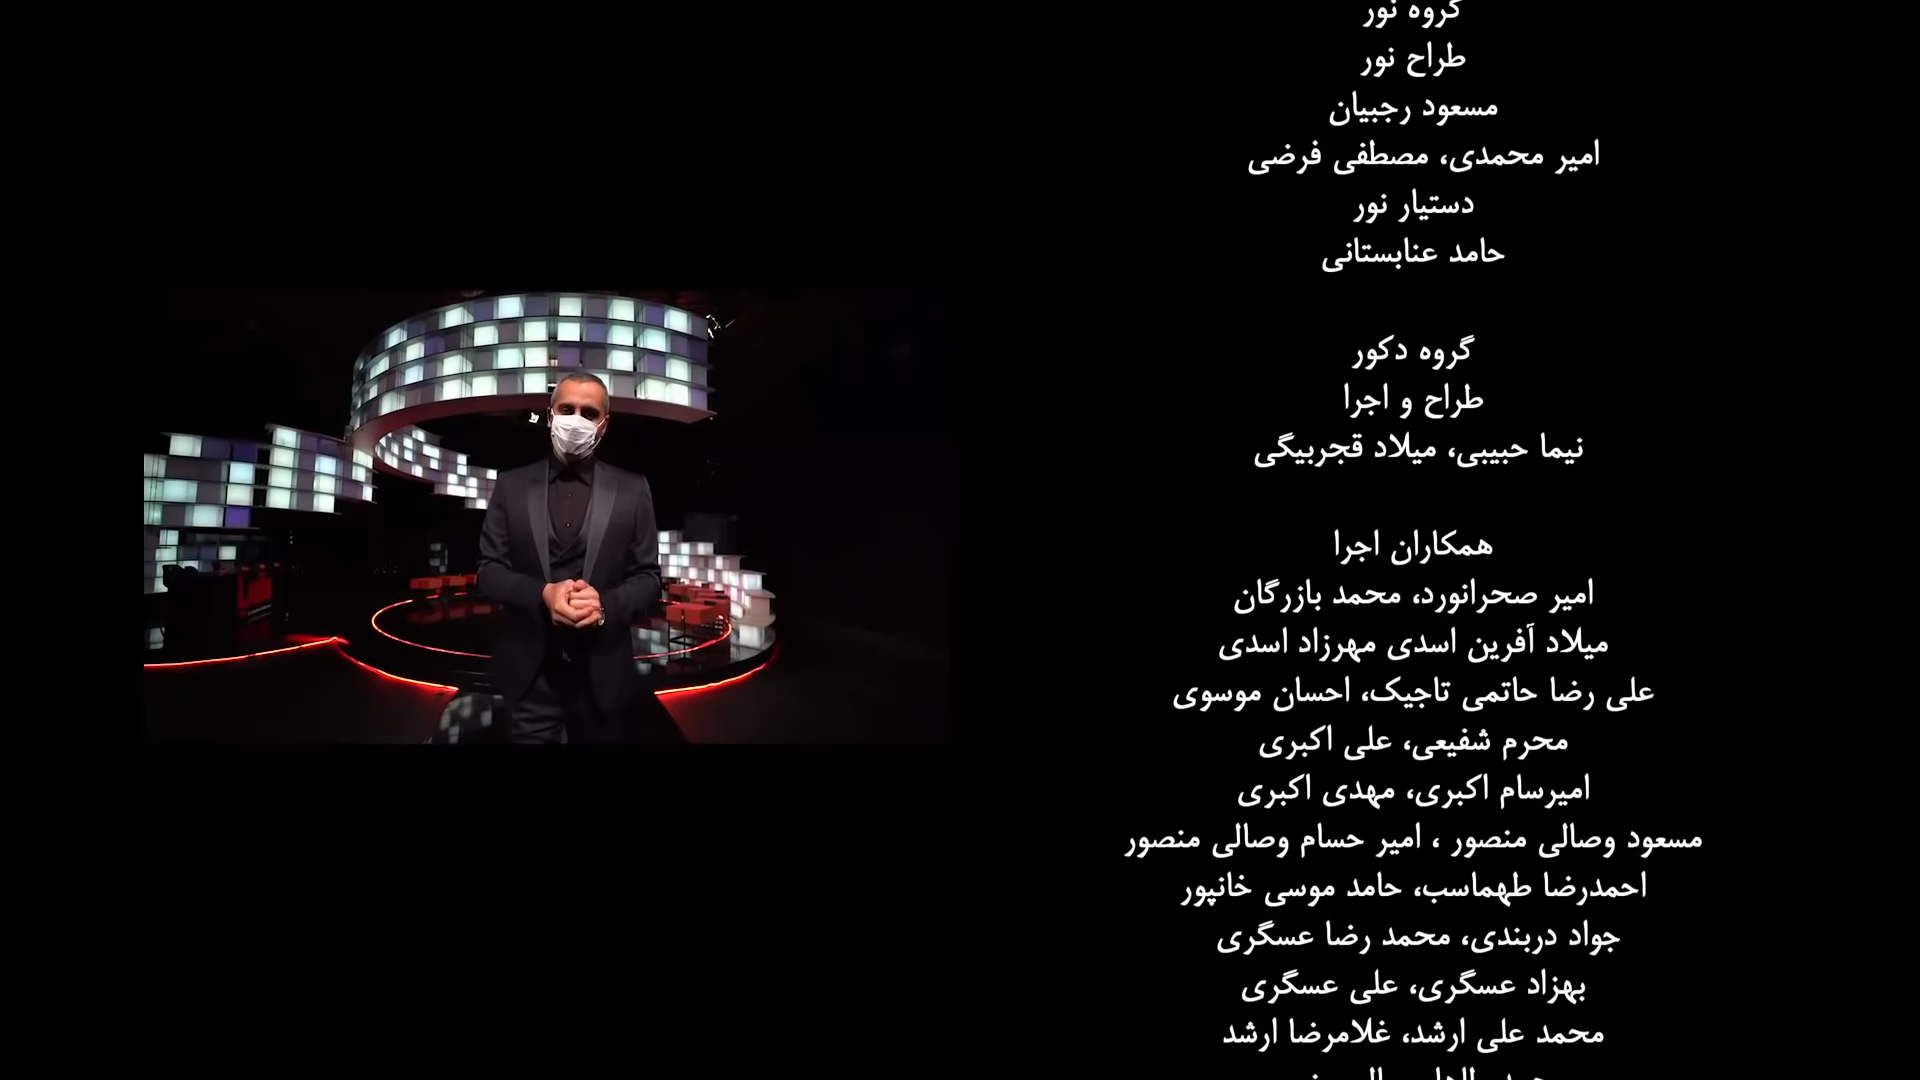 گروه نور
طراح نور
مسعود رجبیان
امیر محمدی، مصطفی فرضی
دستیار نور
حامد عنابستانی
گروه دکور
طراح و اجرا
نیما حبیبی، میلاد قجربیگی
همکاران اجرا
امیر صحرانورد، محمد بازرگان
میلاد آفرین اسدی مهرزاد اسدی
علی رضا حاتمی تاجیک، احسان موسوی
محرم شفیعی، علی اکبری
امیرسام اکبری، مهدی اکبری
مسعود وصالی منصور ، امیر حسام وصالی منصور
احمدرضا طهماسب، حامد موسی خانپور
جواد دربندی، محمد رضا عسگری
بهزاد عسگری، علی عسگری
محمد علی ارشد، غلامرضا ارشد